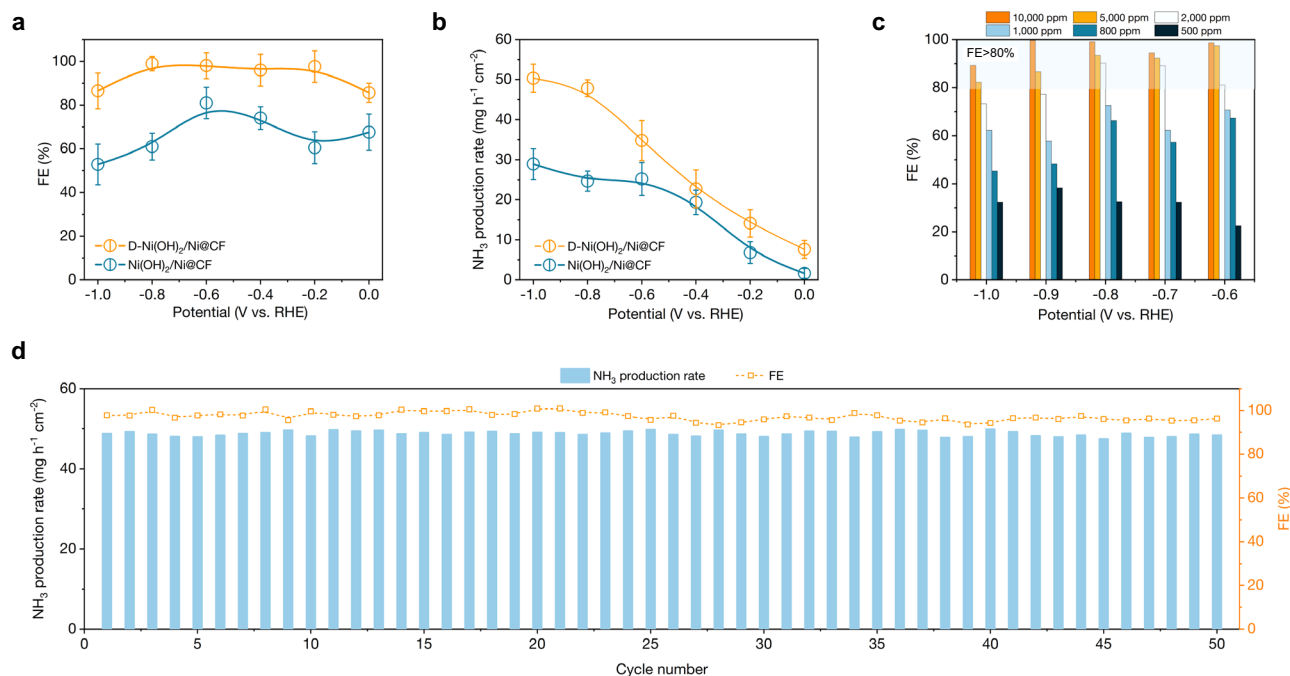 a
FE (%)
120
100
80
60
40
20
0
D-Ni(OH)₂/Ni@CF
Ni(OH)₂/Ni@CF
-1.0 -0.8 -0.6 -0.4 -0.2 0.0
Potential (V vs. RHE)
b
NH₃ production rate (mg h⁻¹ cm⁻²)
60
50
40
30
20
10
0
D-Ni(OH)₂/Ni@CF
Ni(OH)₂/Ni@CF
-1.0 -0.8 -0.6 -0.4 -0.2 0.0
Potential (V vs. RHE)
c
10,000 ppm 5,000 ppm 2,000 ppm
1,000 ppm 800 ppm 500 ppm
FE (%)
100
80
60
40
20
0
FE>80%
-1.0 -0.9 -0.8 -0.7 -0.6
Potential (V vs. RHE)
d
NH₃ production rate FE
NH₃ production rate (mg h⁻¹ cm⁻²)
60
40
20
0
0 5 10 15 20 25 30 35 40 45 50
Cycle number
100
80
60
40
20
0
FE (%)